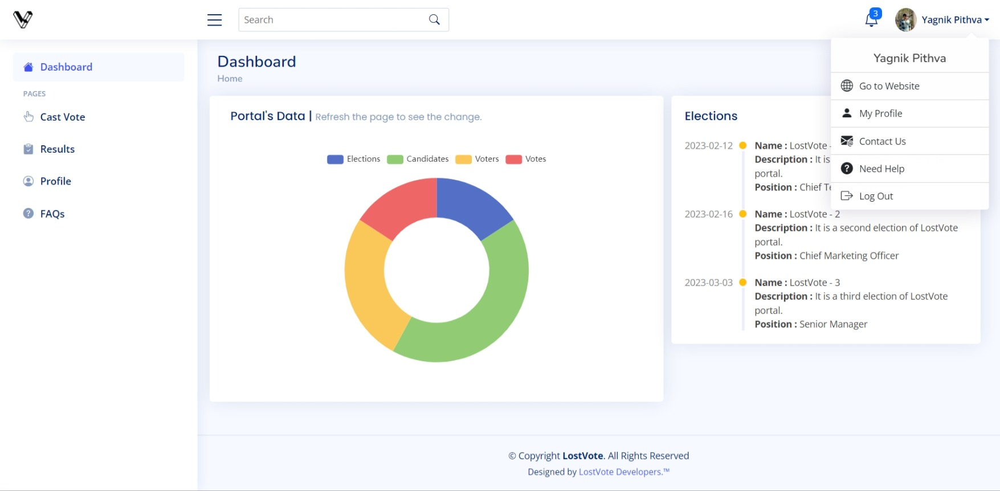 Search
3
Yagnik Pithva
Yagnik Pithva
Go to Website
My Profile
Contact Us
Need Help
Log Out
Dashboard
PAGES
Cast Vote
Results
Profile
FAQs
Dashboard
Home
Portal's Data | Refresh the page to see the change.
Elections Candidates Voters Votes
Elections
2023-02-12 Name : LostVote -
Description : It is
portal.
Position : Chief
2023-02-16 Name : LostVote - 2
Description : It is a second election of LostVote
portal.
Position : Chief Marketing Officer
2023-03-03 Name : LostVote - 3
Description : It is a third election of LostVote
portal.
Position : Senior Manager
© Copyright LostVote. All Rights Reserved
Designed by LostVote Developers.™